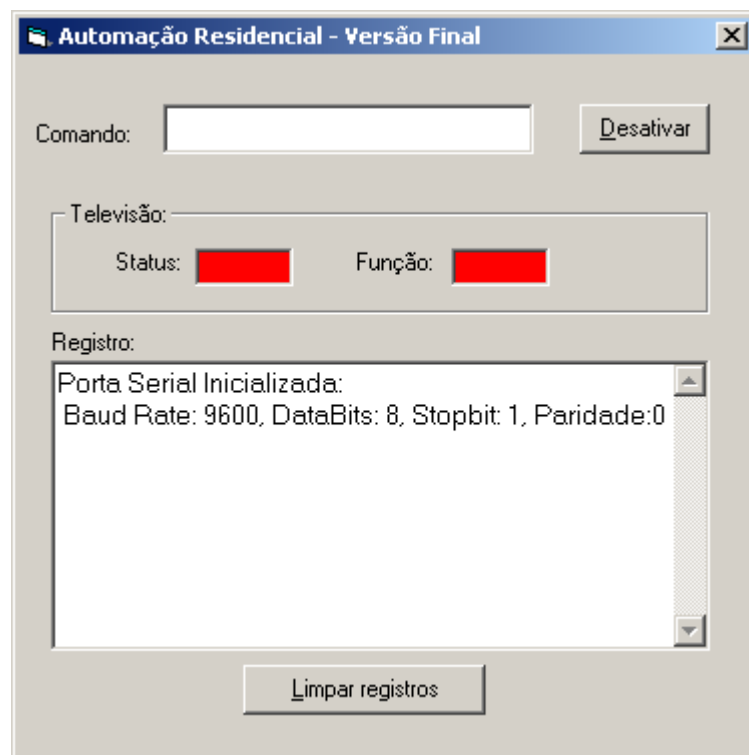 Automação Residencial - Versão Final
Comando:
Desativar
Televisão:
Status:
Função:
Registro:
Porta Serial Inicializada:
Baud Rate: 9600, DataBits: 8, Stopbit: 1, Paridade:0
Limpar registros